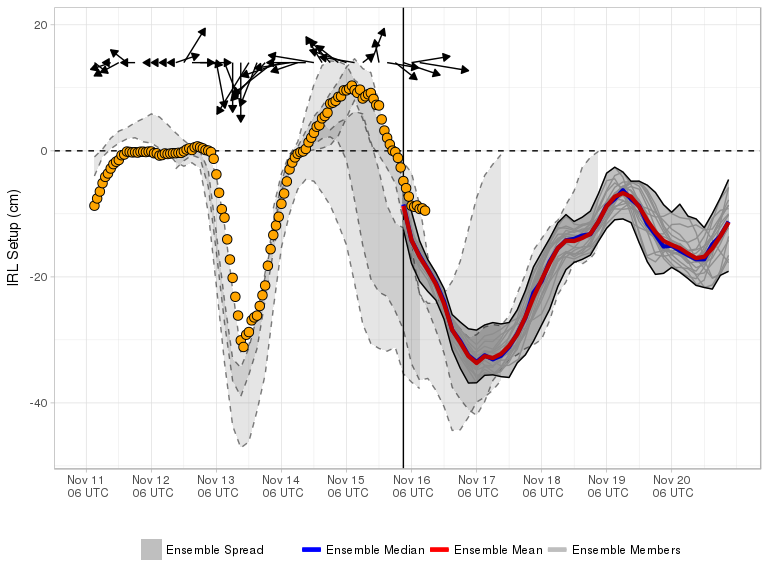 20
0
-20
-40
IRL Setup (cm)
Nov 11 Nov 12 Nov 13 Nov 14 Nov 15 Nov 16 Nov 17 Nov 18 Nov 19 Nov 20
06 UTC 06 UTC 06 UTC 06 UTC 06 UTC 06 UTC 06 UTC 06 UTC 06 UTC 06 UTC
Ensemble Spread Ensemble Median Ensemble Mean Ensemble Members